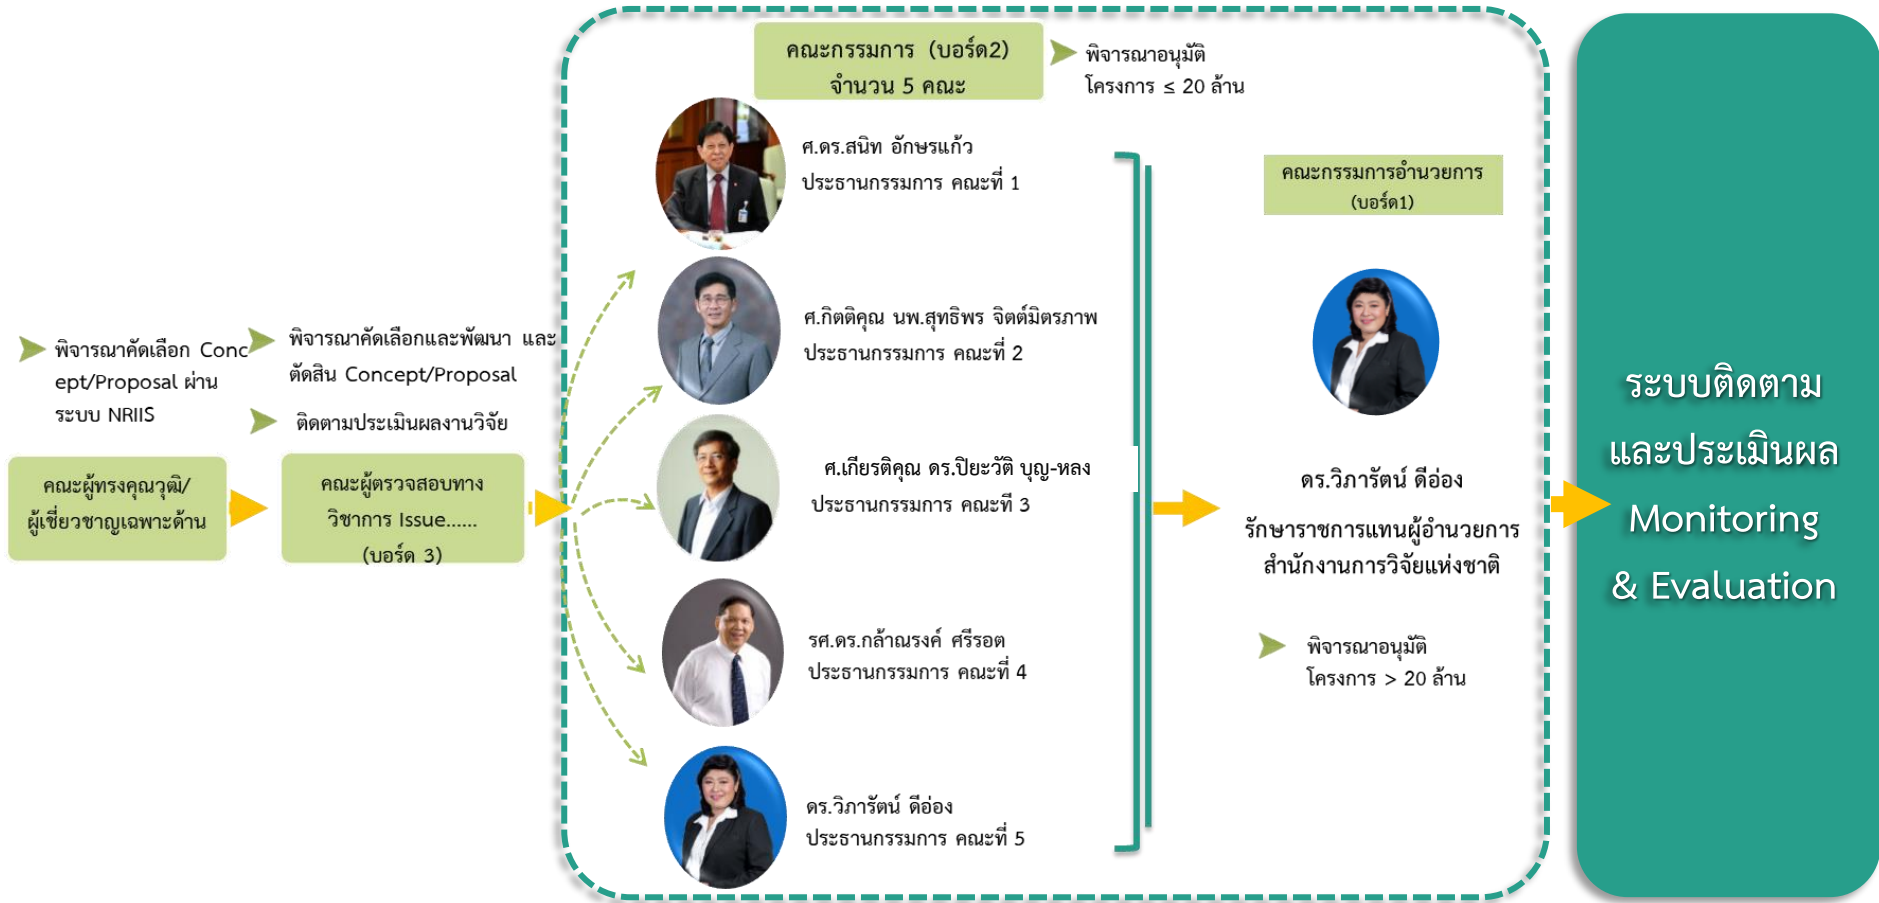 พิจารณาคัดเลือก Conc
ept/Proposal ผ่าน
ระบบ NRIIS
คณะผู้ทรงคุณวุฒิ/
ผู้เชี่ยวชาญเฉพาะด้าน
พิจารณาคัดเลือกและพัฒนา และ
ตัดสิน Concept/Proposal
ติดตามประเมินผลงานวิจัย
คณะผู้ตรวจสอบทาง
วิชาการ Issue......
(บอร์ด 3)
คณะกรรมการ (บอร์ด2)
จำนวน 5 คณะ
พิจารณาอนุมัติ
โครงการ ≤ 20 ล้าน
ศ.ดร.สนิท อักษรแก้ว
ประธานกรรมการ คณะที่ 1
ศ.กิตติคุณ นพ.สุทธิพร จิตต์มิตรภาพ
ประธานกรรมการ คณะที่ 2
ศ.เกียรติคุณ ดร.ปิยะวัติ บุญ-หลง
ประธานกรรมการ คณะที่ 3
รศ.ดร.กล้าณรงค์ ศรีรอต
ประธานกรรมการ คณะที่ 4
ดร.วิภารัตน์ ดีอ่อง
ประธานกรรมการ คณะที่ 5
คณะกรรมการอำนวยการ
(บอร์ด1)
ดร.วิภารัตน์ ดีอ่อง
รักษาราชการแทนผู้อำนวยการ
สำนักงานการวิจัยแห่งชาติ
พิจารณาอนุมัติ
โครงการ > 20 ล้าน
ระบบติดตาม
และประเมินผล
Monitoring
& Evaluation